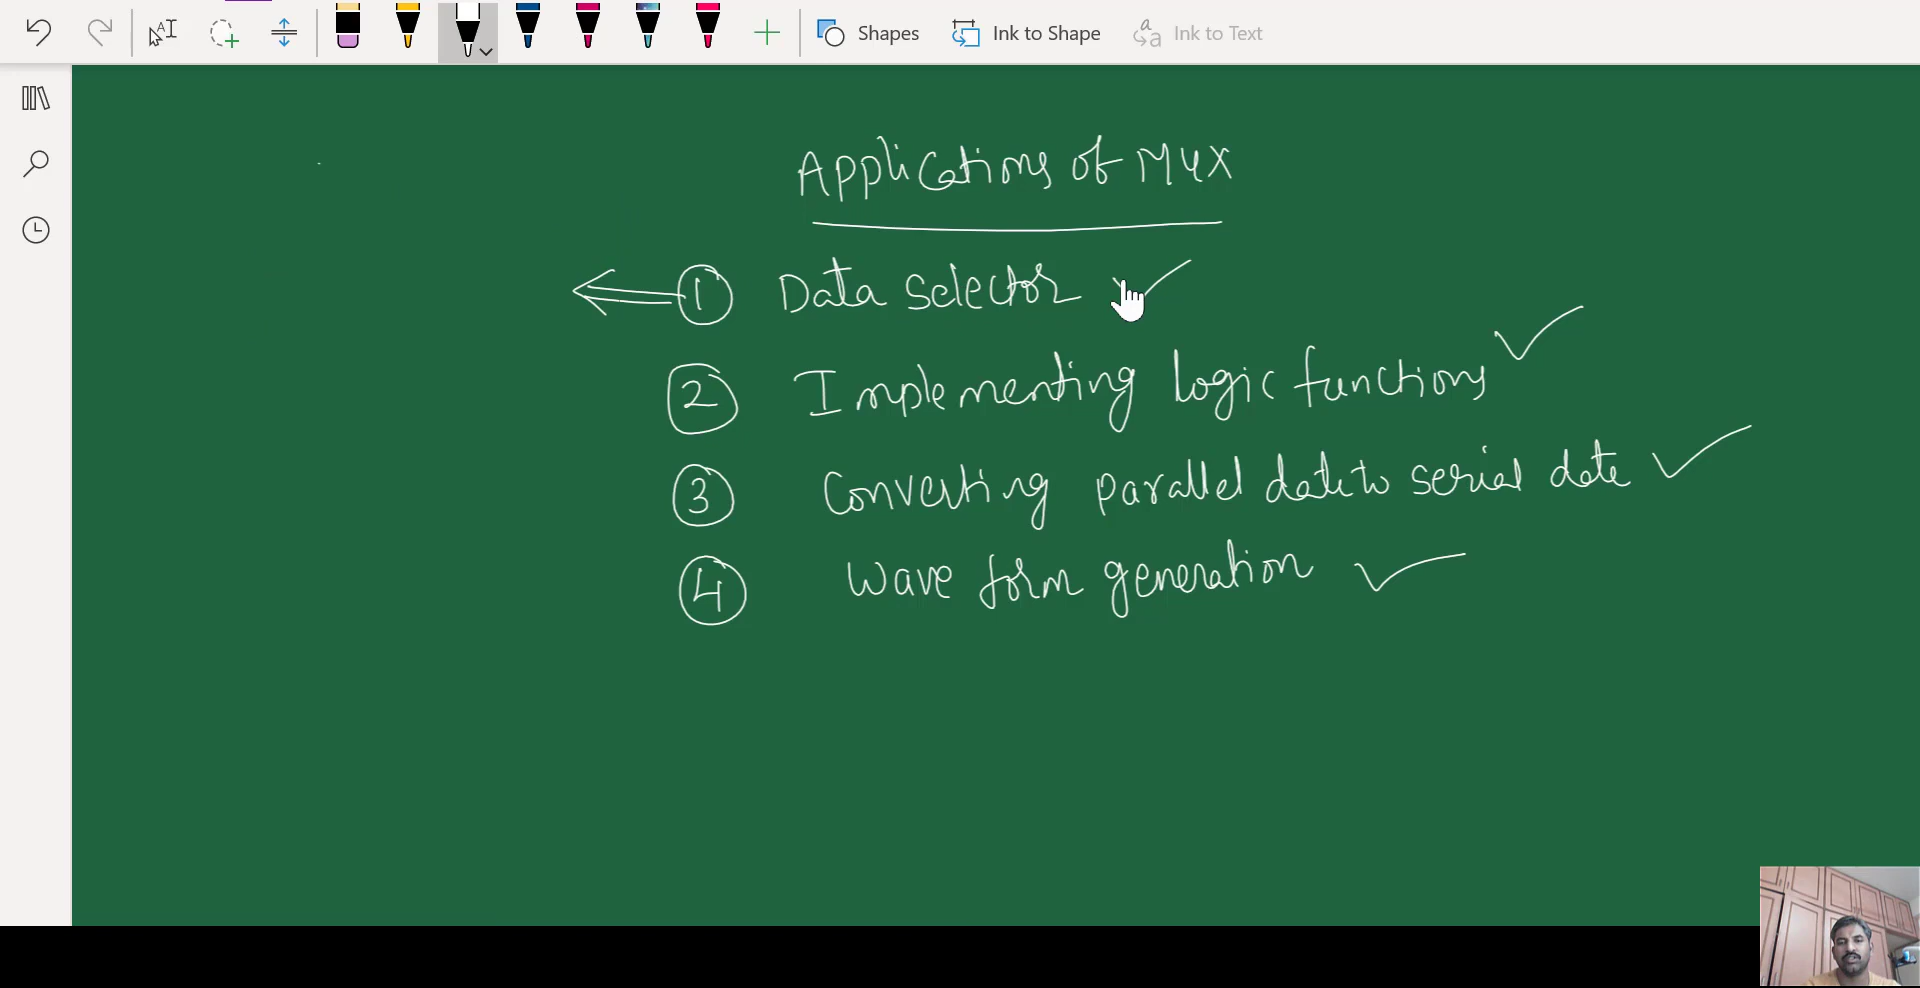 Shapes Ink to Shape Ink to Text
Applications of MUX
1 Data Selector
2 Implementing logic functions
3 Converting parallel data to serial data
4 Wave form generation